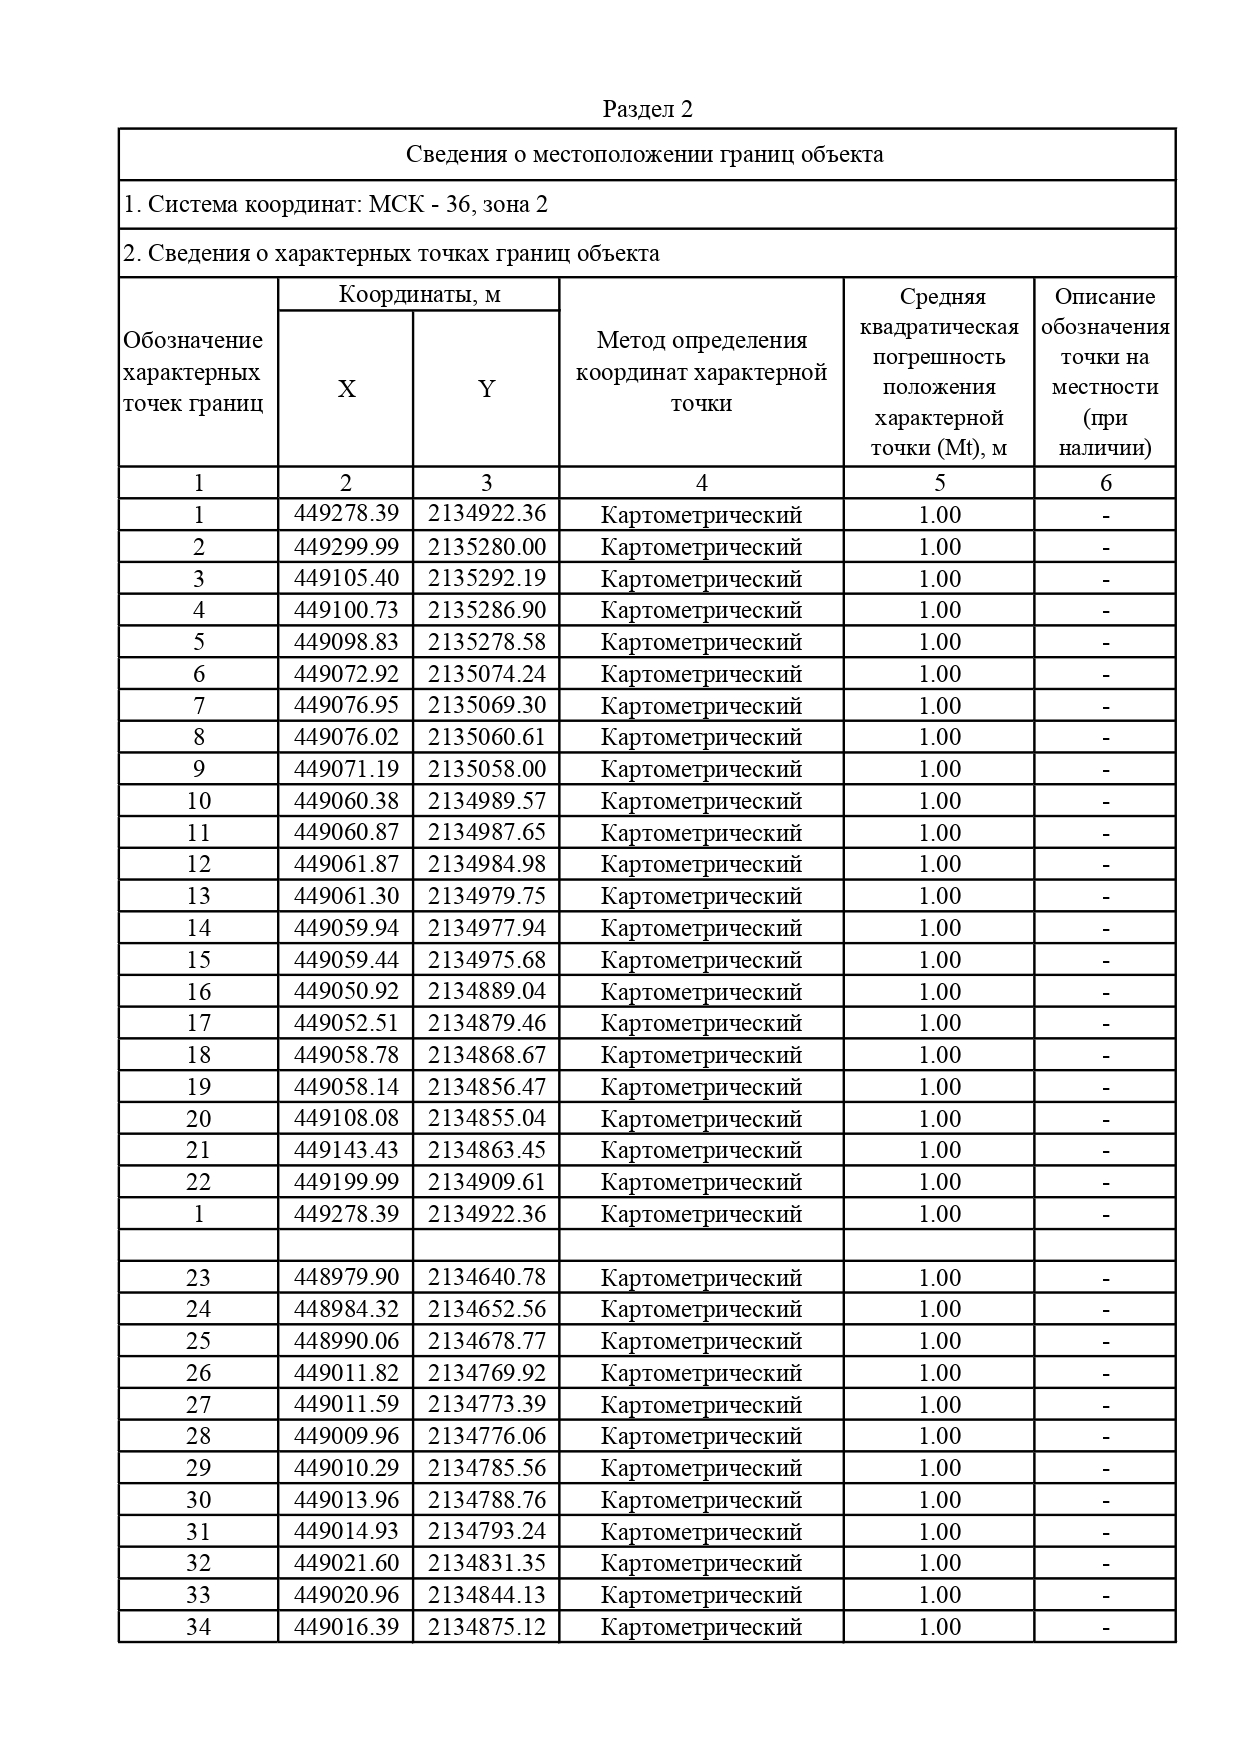 Раздел 2
Сведения о местоположении границ объекта
1. Система координат: МСК - 36, зона 2
2. Сведения о характерных точках границ объекта
Обозначение
характерных
точек границ
Координаты, м
X
Y
Метод определения
координат характерной
точки
Средняя
квадратическая
погрешность
положения
характерной
точки (Mt), м
Описание
обозначения
точки на
местности
(при
наличии)
1 2 3 4 5 6
1 449278.39 2134922.36 Картометрический 1.00 -
2 449299.99 2135280.00 Картометрический 1.00 -
3 449105.40 2135292.19 Картометрический 1.00 -
4 449100.73 2135286.90 Картометрический 1.00 -
5 449098.83 2135278.58 Картометрический 1.00 -
6 449072.92 2135074.24 Картометрический 1.00 -
7 449076.95 2135069.30 Картометрический 1.00 -
8 449076.02 2135060.61 Картометрический 1.00 -
9 449071.19 2135058.00 Картометрический 1.00 -
10 449060.38 2134989.57 Картометрический 1.00 -
11 449060.87 2134987.65 Картометрический 1.00 -
12 449061.87 2134984.98 Картометрический 1.00 -
13 449061.30 2134979.75 Картометрический 1.00 -
14 449059.94 2134977.94 Картометрический 1.00 -
15 449059.44 2134975.68 Картометрический 1.00 -
16 449050.92 2134889.04 Картометрический 1.00 -
17 449052.51 2134879.46 Картометрический 1.00 -
18 449058.78 2134868.67 Картометрический 1.00 -
19 449058.14 2134856.47 Картометрический 1.00 -
20 449108.08 2134855.04 Картометрический 1.00 -
21 449143.43 2134863.45 Картометрический 1.00 -
22 449199.99 2134909.61 Картометрический 1.00 -
1 449278.39 2134922.36 Картометрический 1.00 -
23 448979.90 2134640.78 Картометрический 1.00 -
24 448984.32 2134652.56 Картометрический 1.00 -
25 448990.06 2134678.77 Картометрический 1.00 -
26 449011.82 2134769.92 Картометрический 1.00 -
27 449011.59 2134773.39 Картометрический 1.00 -
28 449009.96 2134776.06 Картометрический 1.00 -
29 449010.29 2134785.56 Картометрический 1.00 -
30 449013.96 2134788.76 Картометрический 1.00 -
31 449014.93 2134793.24 Картометрический 1.00 -
32 449021.60 2134831.35 Картометрический 1.00 -
33 449020.96 2134844.13 Картометрический 1.00 -
34 449016.39 2134875.12 Картометрический 1.00 -